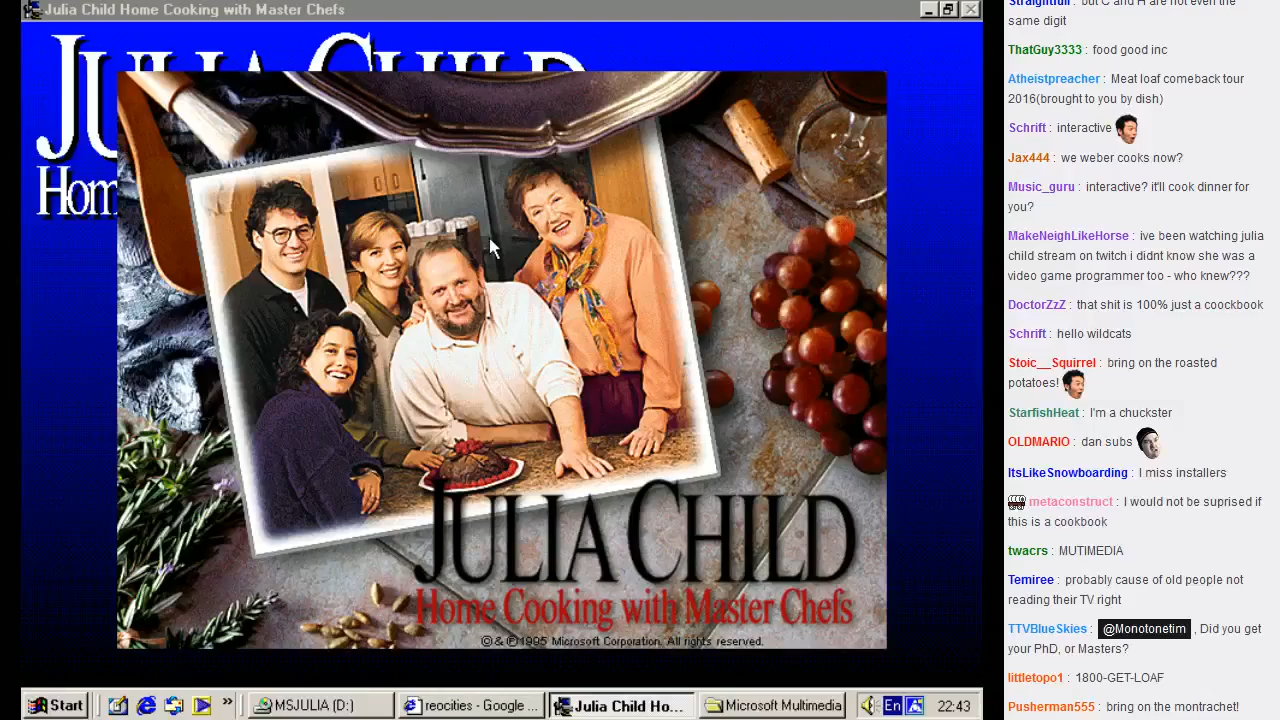 Julia Child Home Cooking with Master Chefs
JULIA CHILD
Hom
JULIA CHILD
Home Cooking with Master Chefs
© & ℗1995 Microsoft Corporation. All rights reserved.
Start
MSJULIA (D:)
reocities - Google ...
Julia Child Ho...
Microsoft Multimedia
En
22:43
Straightfull : but C and H are not even the
same digit
ThatGuy3333 : food good inc
Atheistpreacher : Meat loaf comeback tour
2016(brought to you by dish)
Schrift : interactive
Jax444 : we weber cooks now?
Music_guru : interactive? it'll cook dinner for
you?
MakeNeighLikeHorse : ive been watching julia
child stream on twitch i didnt know she was a
video game programmer too, who knew???
DoctorZzZ : that shit is 100% just a coockbook
Schrift : hello wildcats
Stoic__Squirrel : bring on the roasted
potatoes!
StarfishHeat : I'm a chuckster
OLDMARIO : dan subs
ItsLikeSnowboarding : I miss installers
metaconstruct : I would not be suprised if
this is a cookbook
twacrs : MUTIMEDIA
Temiree : probably cause of old people not
reading their TV right
TTVBlueSkies : @Monotonetim , Did you get
your PhD, or Masters?
littletopo1 : 1800-GET-LOAF
Pusherman555 : bring on the montrachet!